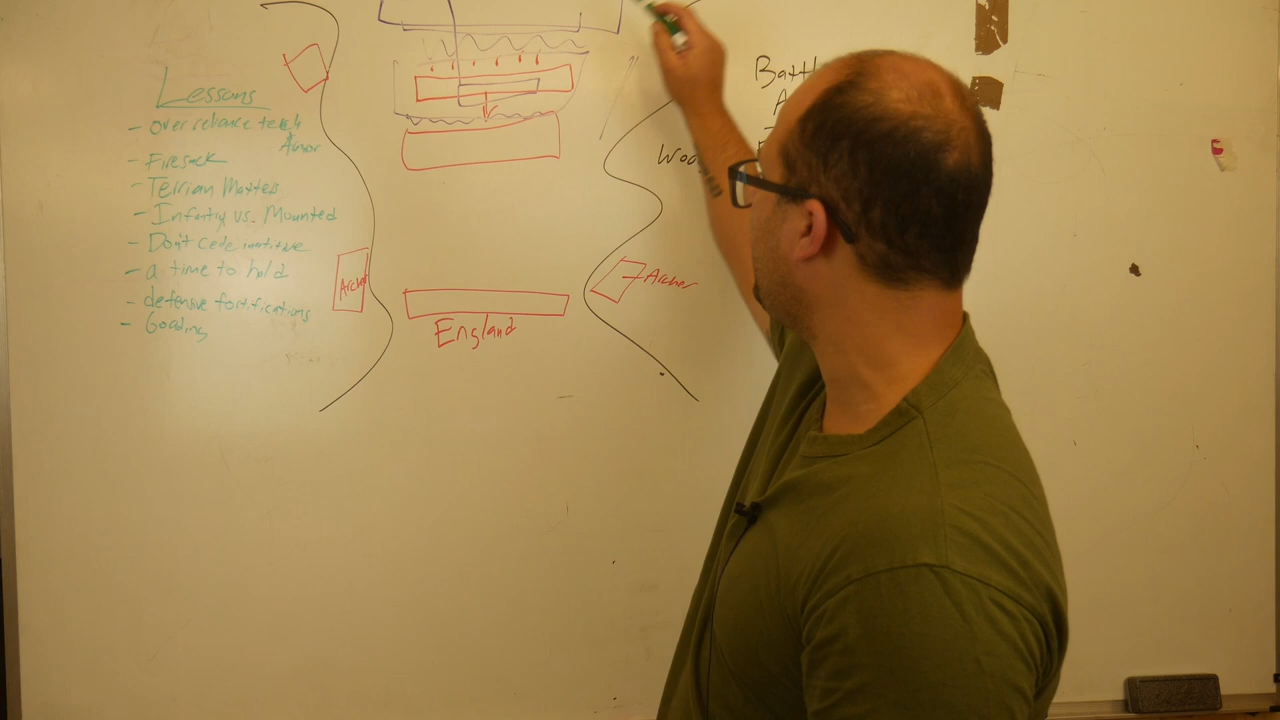 Lessons
- over reliance tech
Armor
- Firesack
- Terrian Matters
- Infantry vs. Mounted
- Don't cede
- a time to hold
- defensive fortifications
- Goading
Archer
England
Archer
Battl
Woo